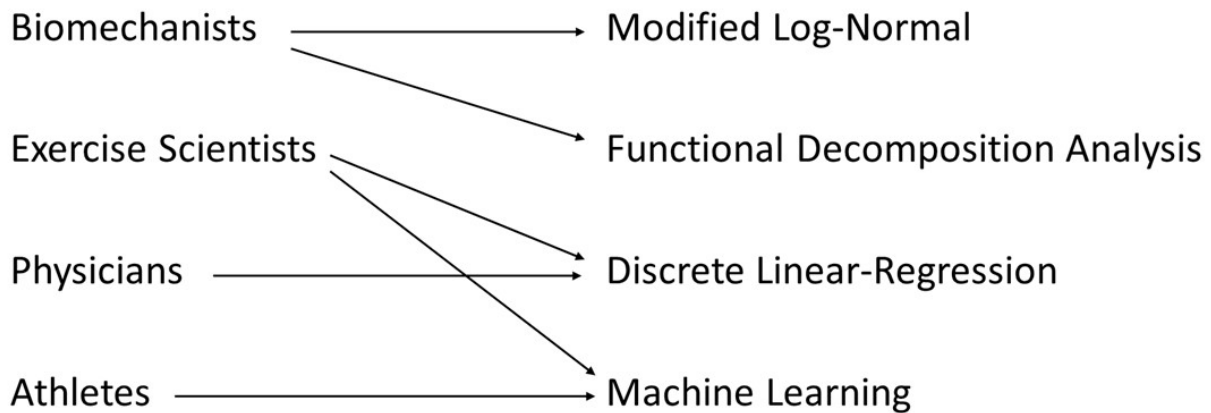 Biomechanists
Modified Log-Normal
Exercise Scientists
Functional Decomposition Analysis
Physicians
Discrete Linear-Regression
Athletes
Machine Learning